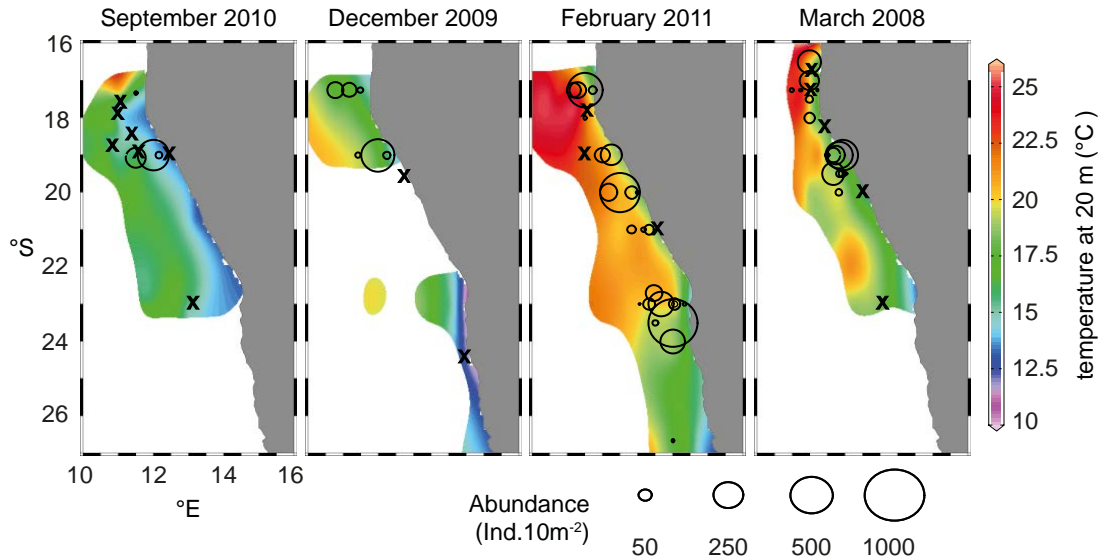 September 2010
December 2009
February 2011
March 2008
16
18
20
22
24
26
°S
10
12
14
16
°E
X X X X X X X X
X X
X X X
X X X X X
25
22.5
20
17.5
15
12.5
10
temperature at 20 m (°C)
Abundance
(Ind.10m⁻²)
50
250
500
1000